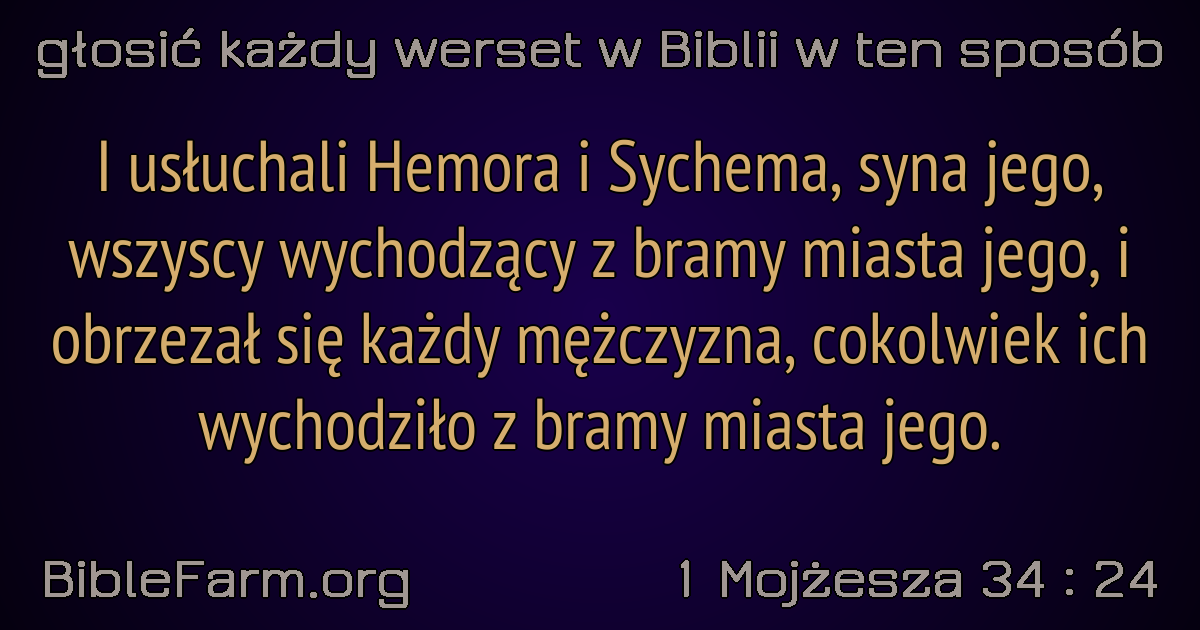 głosić każdy werset w Biblii w ten sposób
I usłuchali Hemora i Sychema, syna jego,
wszyscy wychodzący z bramy miasta jego, i
obrzezał się każdy mężczyzna, cokolwiek ich
wychodziło z bramy miasta jego.
BibleFarm.org
1 Mojżesza 34 : 24